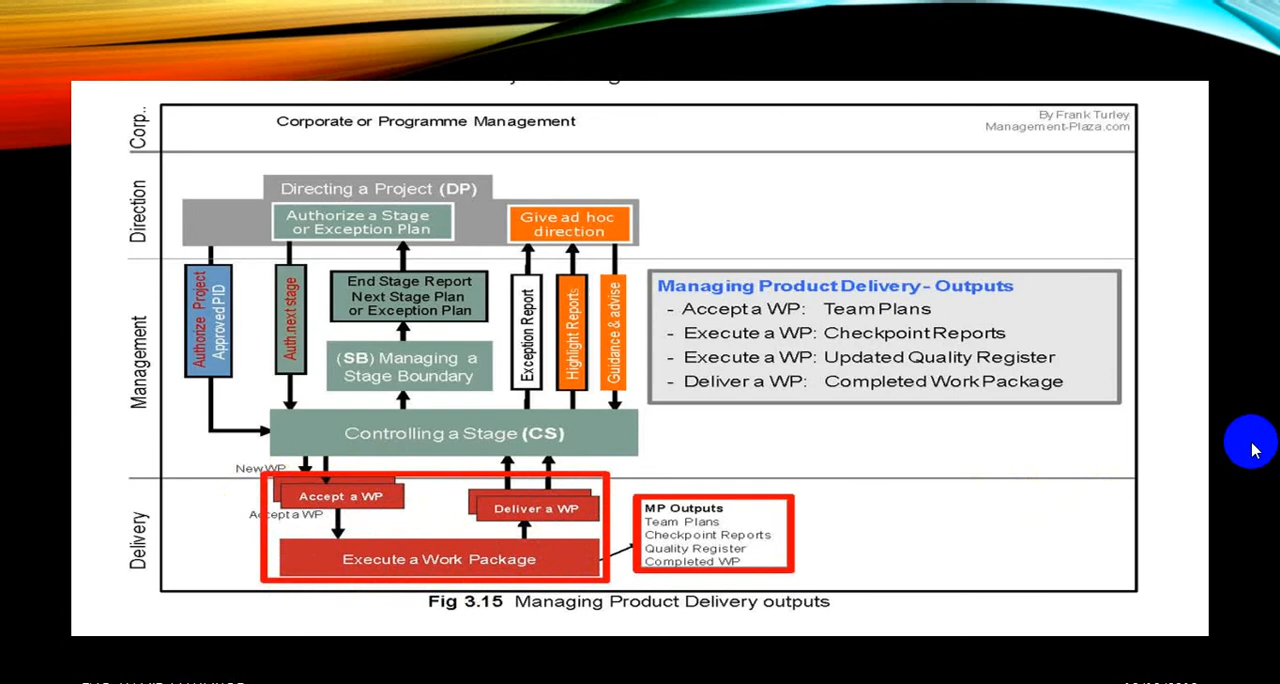 Corp..
Corporate or Programme Management
By Frank Turley
Management-Plaza.com
Direction
Directing a Project (DP)
Authorize a Stage
or Exception Plan
Give ad hoc
direction
Management
Authorize Project
Approved PID
Auth.next stage
End Stage Report
Next Stage Plan
or Exception Plan
(SB) Managing a
Stage Boundary
Exception Report
Highlight Reports
Guidance & advise
Managing Product Delivery - Outputs
- Accept a WP: Team Plans
- Execute a WP: Checkpoint Reports
- Execute a WP: Updated Quality Register
- Deliver a WP: Completed Work Package
Controlling a Stage (CS)
New WP
Delivery
Accept a WP
Accept a WP
Deliver a WP
Execute a Work Package
MP Outputs
Team Plans
Checkpoint Reports
Quality Register
Completed WP
Fig 3.15 Managing Product Delivery outputs